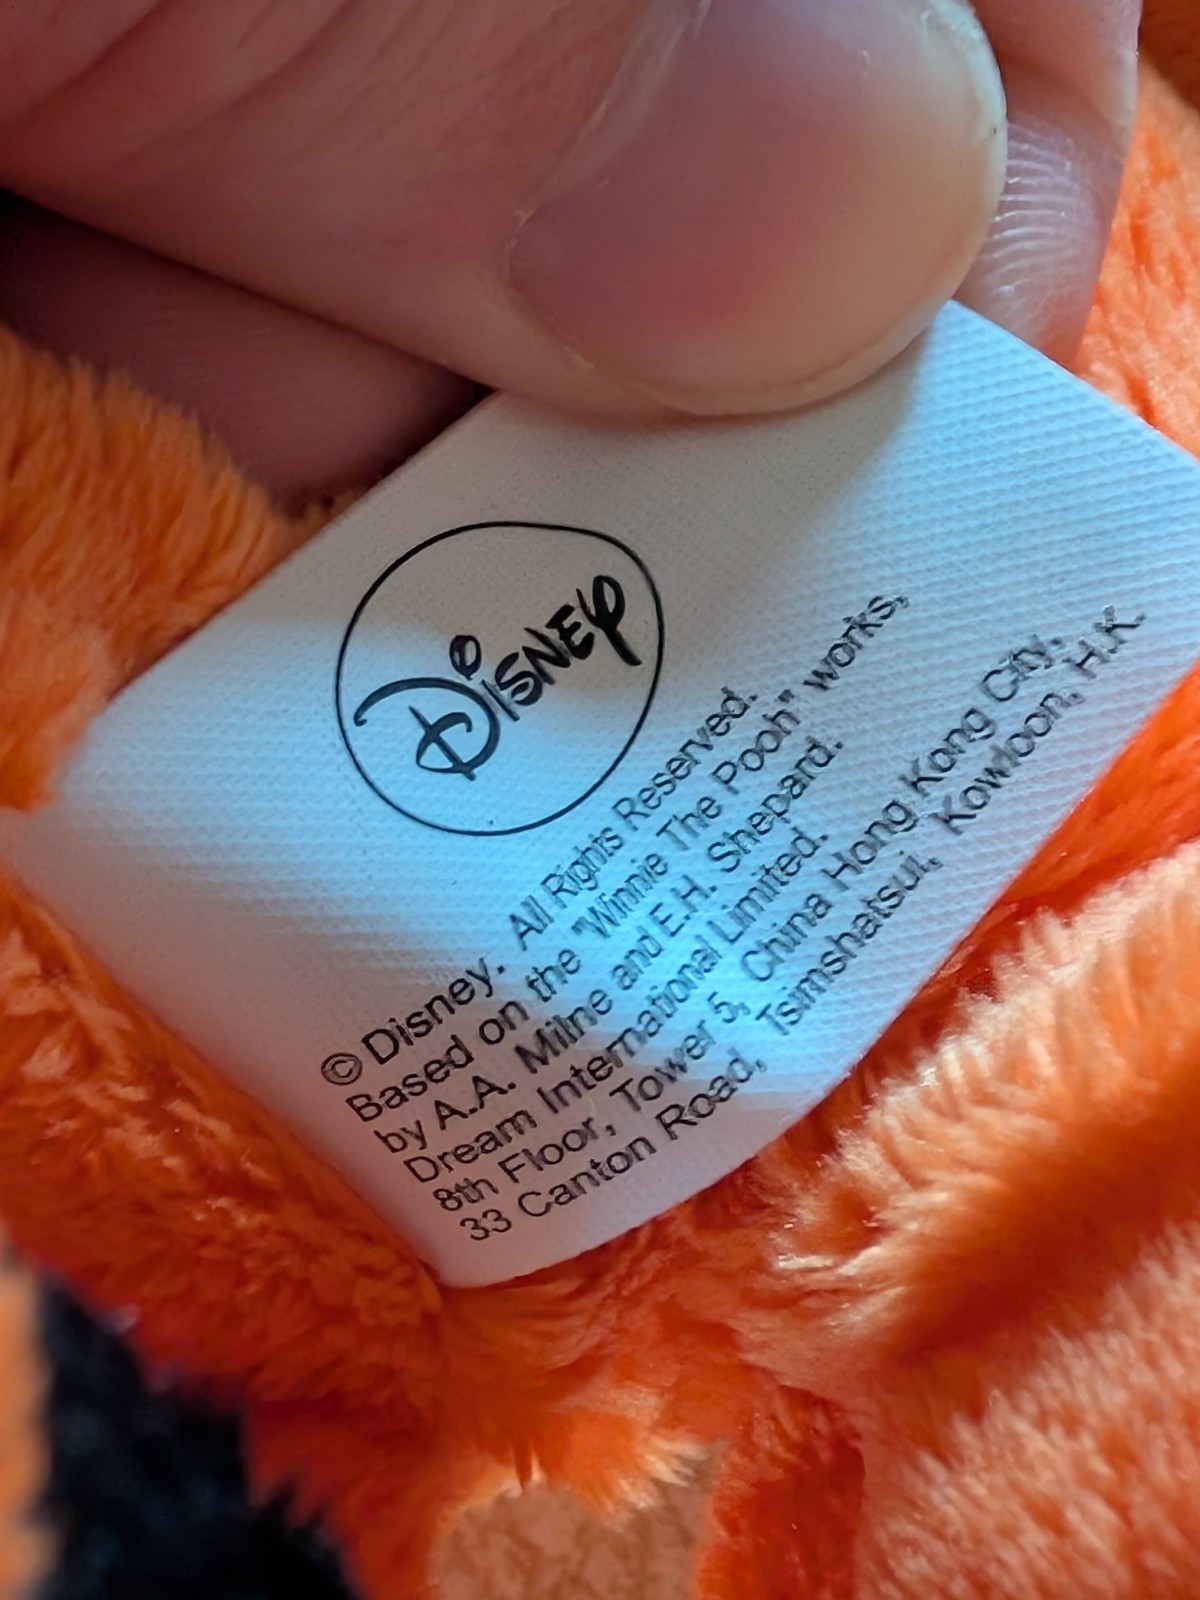 Disney
© Disney. All Rights Reserved.
Based on the "Winnie The Pooh" works,
by A.A. Milne and E.H. Shepard.
Dream International Limited.
8th Floor, Tower 5, China Hong Kong City,
33 Canton Road, Tsimshatsui, Kowloon, H.K.